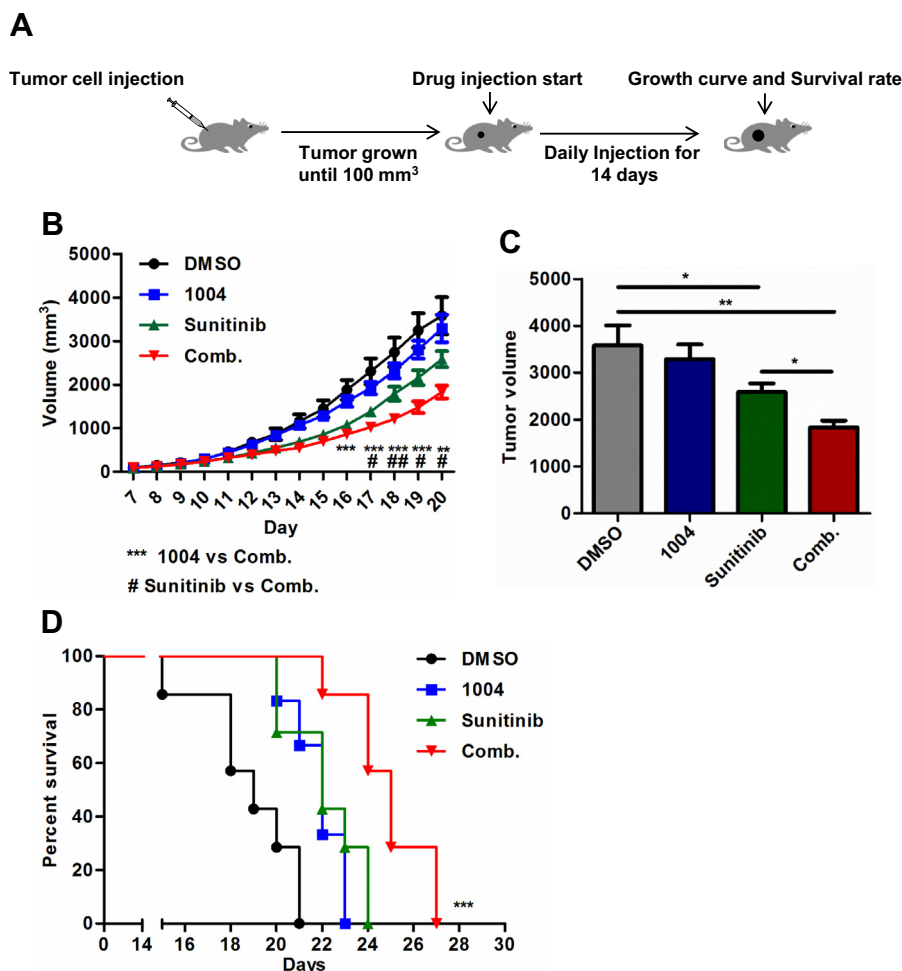 A
Tumor cell injection
Drug injection start
Growth curve and Survival rate
Tumor grown
until 100 mm³
Daily Injection for
14 days
B
5000
4000
3000
2000
1000
0
Volume (mm³)
DMSO
1004
Sunitinib
Comb.
*** *** *** *** **
# ## # #
7 8 9 10 11 12 13 14 15 16 17 18 19 20
Day
*** 1004 vs Comb.
# Sunitinib vs Comb.
C
5000
4000
3000
2000
1000
0
Tumor volume
*
**
*
DMSO 1004 Sunitinib Comb.
D
100
80
60
40
20
0
Percent survival
DMSO
1004
Sunitinib
Comb.
***
0 14 16 18 20 22 24 26 28 30
Days